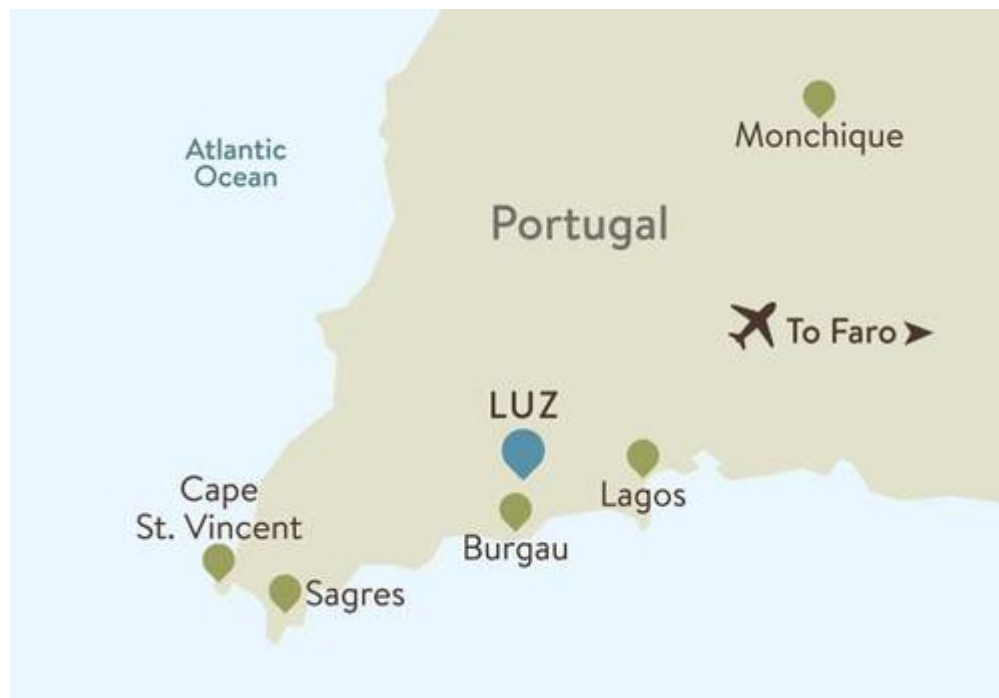 Monchique
Atlantic
Ocean
Portugal
To Faro
LUZ
Lagos
Cape
St. Vincent
Burgau
Sagres